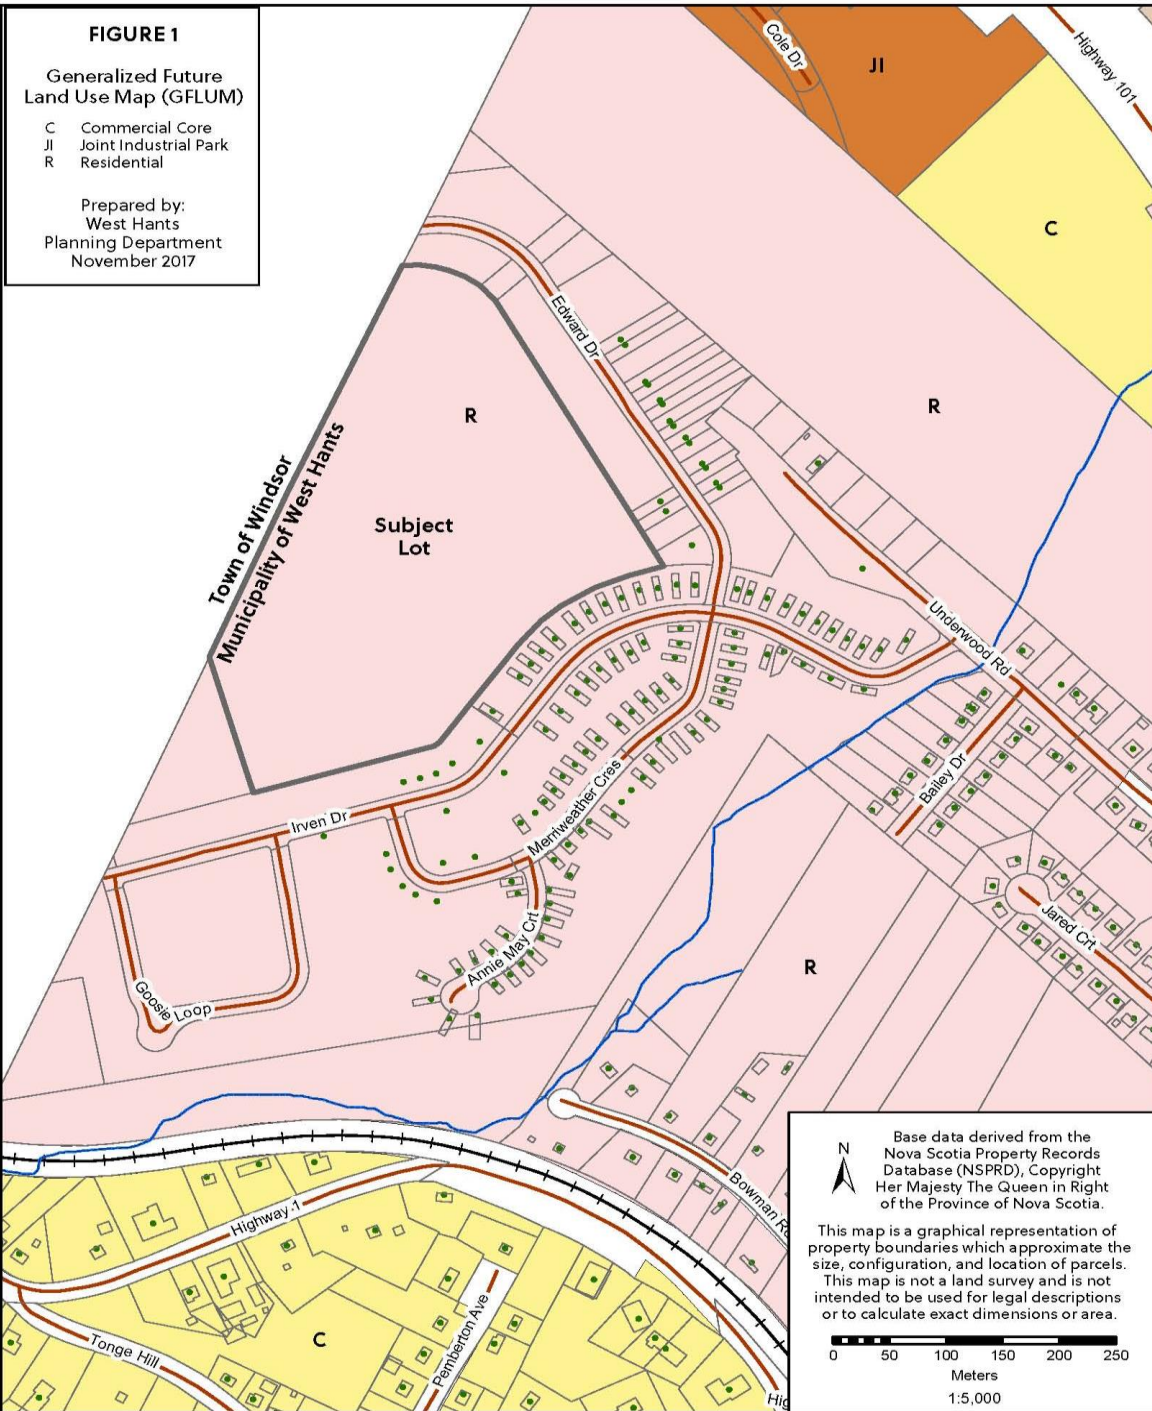 FIGURE 1
Generalized Future
Land Use Map (GFLUM)
C Commercial Core
JI Joint Industrial Park
R Residential
Prepared by:
West Hants
Planning Department
November 2017
Cole Dr
JI
Highway 101
C
Edward Dr
R
R
Town of Windsor
Municipality of West Hants
Subject
Lot
Underwood Rd
Bailey Dr
Irven Dr
Merriweather Cres
Jared Crt
Annie May Crt
R
Goosie Loop
Bowman R
Highway 1
C
Pemberton Ave
Tonge Hill
Hig
N
Base data derived from the
Nova Scotia Property Records
Database (NSPRD), Copyright
Her Majesty The Queen in Right
of the Province of Nova Scotia.
This map is a graphical representation of
property boundaries which approximate the
size, configuration, and location of parcels.
This map is not a land survey and is not
intended to be used for legal descriptions
or to calculate exact dimensions or area.
0 50 100 150 200 250
Meters
1:5,000